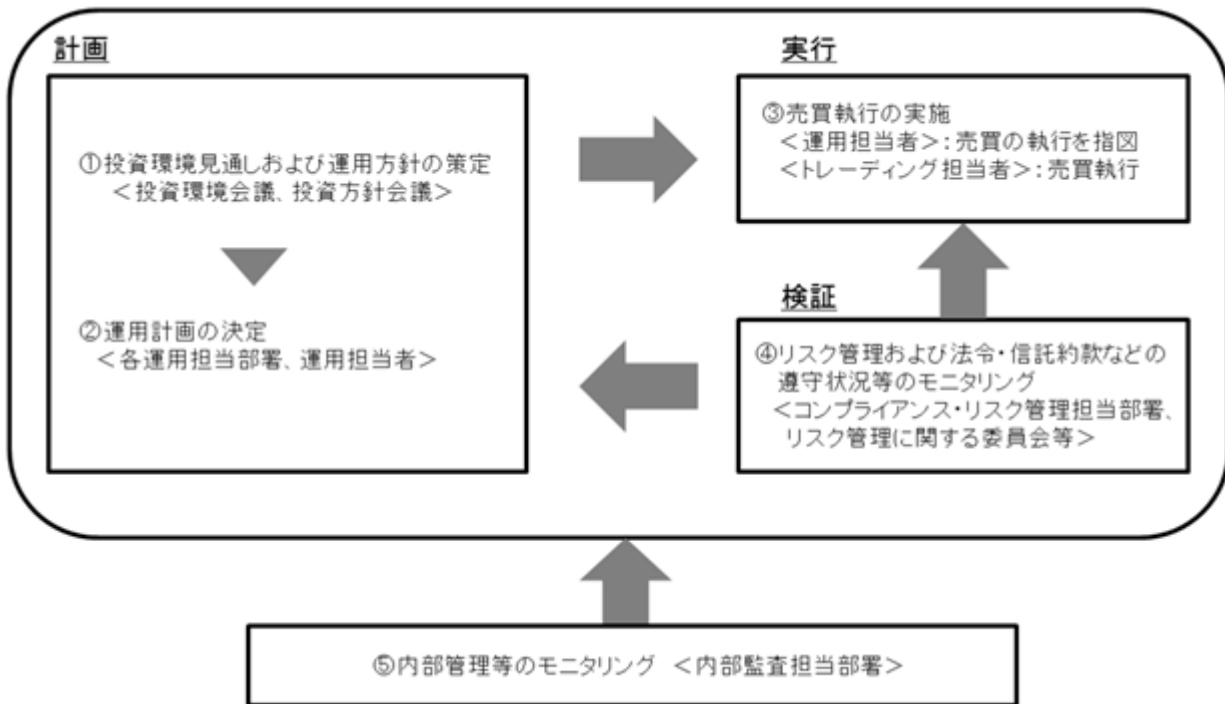 計画
①投資環境見通しおよび運用方針の策定
＜投資環境会議、投資方針会議＞
②運用計画の決定
＜各運用担当部署、運用担当者＞
実行
③売買執行の実施
＜運用担当者＞：売買の執行を指図
＜トレーディング担当者＞：売買執行
検証
④リスク管理および法令・信託約款などの
遵守状況等のモニタリング
＜コンプライアンス・リスク管理担当部署、
リスク管理に関する委員会等＞
⑤内部管理等のモニタリング ＜内部監査担当部署＞